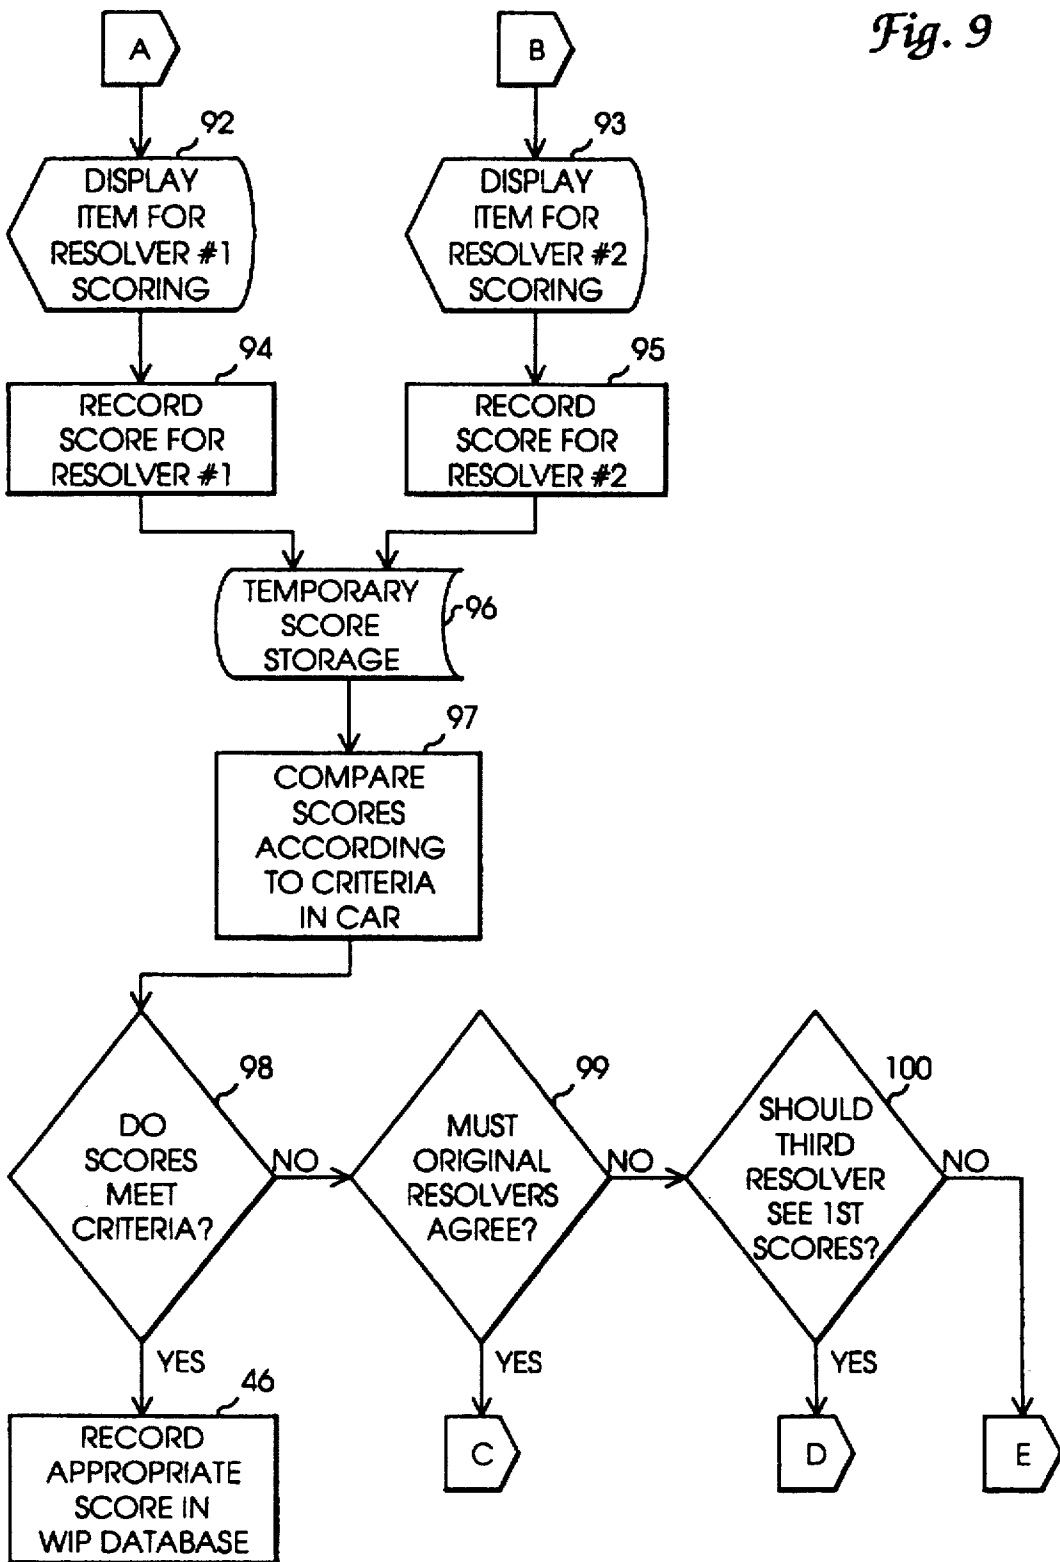 Fig. 9
A
B
92
DISPLAY
ITEM FOR
RESOLVER #1
SCORING
93
DISPLAY
ITEM FOR
RESOLVER #2
SCORING
94
RECORD
SCORE FOR
RESOLVER #1
95
RECORD
SCORE FOR
RESOLVER #2
TEMPORARY
SCORE
STORAGE
96
97
COMPARE
SCORES
ACCORDING
TO CRITERIA
IN CAR
98
DO
SCORES
MEET
CRITERIA?
NO
YES
99
MUST
ORIGINAL
RESOLVERS
AGREE?
NO
100
SHOULD
THIRD
RESOLVER
SEE 1ST
SCORES?
NO
YES
46
RECORD
APPROPRIATE
SCORE IN
WIP DATABASE
C
D
E